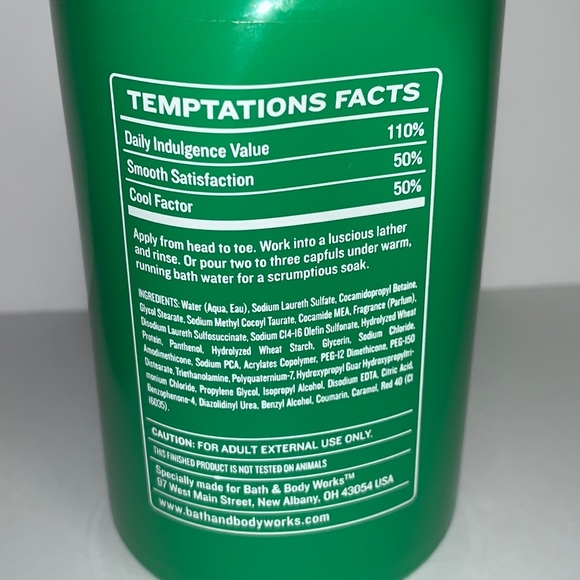 TEMPTATIONS FACTS
Daily Indulgence Value 110%
Smooth Satisfaction 50%
Cool Factor 50%
Apply from head to toe. Work into a luscious lather
and rinse. Or pour two to three capfuls under warm,
running bath water for a scrumptious soak.
INGREDIENTS: Water (Aqua, Eau), Sodium Laureth Sulfate, Cocamidopropyl Betaine,
Glycol Stearate, Sodium Methyl Cocoyl Taurate, Cocamide MEA, Fragrance (Parfum),
Disodium Laureth Sulfosuccinate, Sodium C14-16 Olefin Sulfonate, Hydrolyzed Wheat
Protein, Panthenol, Hydrolyzed Wheat Starch, Glycerin, Sodium Chloride,
Amodimethicone, Sodium PCA, Acrylates Copolymer, PEG-12 Dimethicone, PEG-150
Distearate, Triethanolamine, Polyquaternium-7, Hydroxypropyl Guar Hydroxypropyltri-
monium Chloride, Propylene Glycol, Isopropyl Alcohol, Disodium EDTA, Citric Acid,
Benzophenone-4, Diazolidinyl Urea, Benzyl Alcohol, Coumarin, Caramel, Red 40 (CI
16035).
CAUTION: FOR ADULT EXTERNAL USE ONLY.
THIS FINISHED PRODUCT IS NOT TESTED ON ANIMALS
Specially made for Bath & Body Works™
97 West Main Street, New Albany, OH 43054 USA
www.bathandbodyworks.com